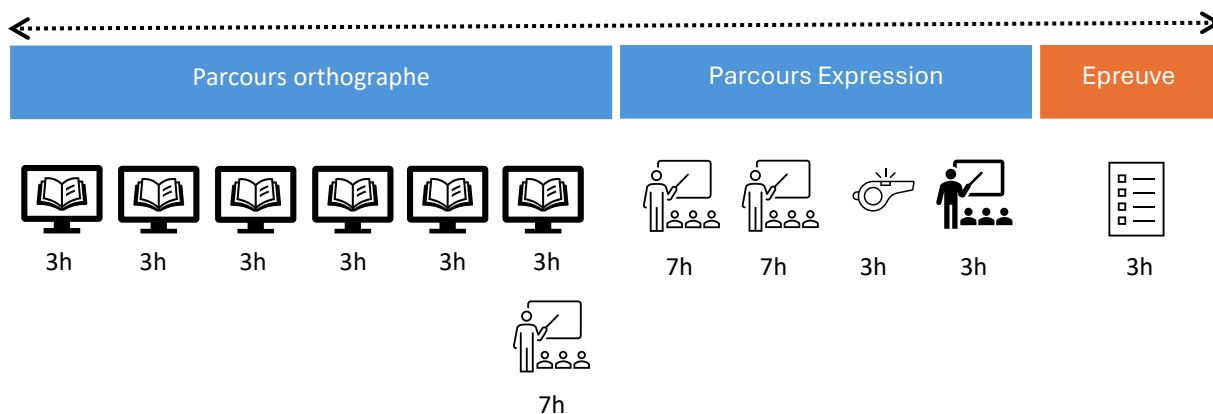 Parcours orthographe
Parcours Expression
Epreuve
3h 3h 3h 3h 3h 3h
7h 7h 3h 3h
3h
7h